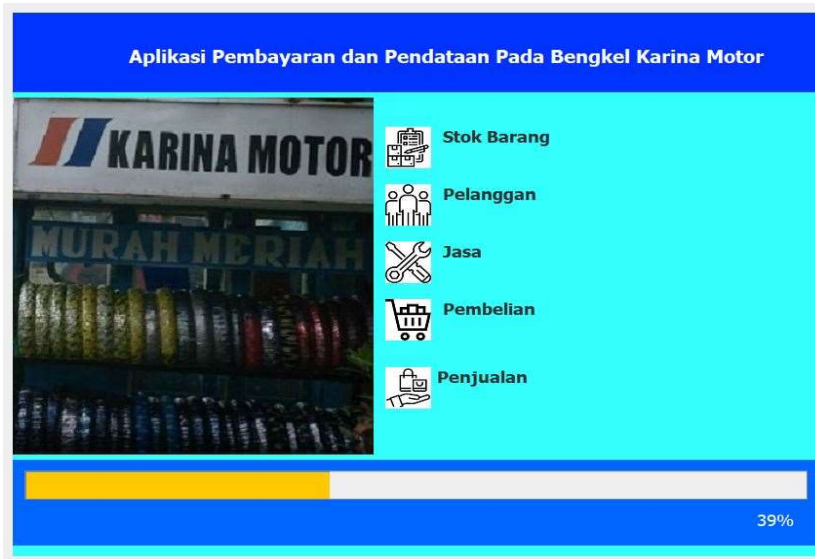 Aplikasi Pembayaran dan Pendataan Pada Bengkel Karina Motor
KARINA MOTOR
MURAH MERIAH
Stok Barang
Pelanggan
Jasa
Pembelian
Penjualan
39%